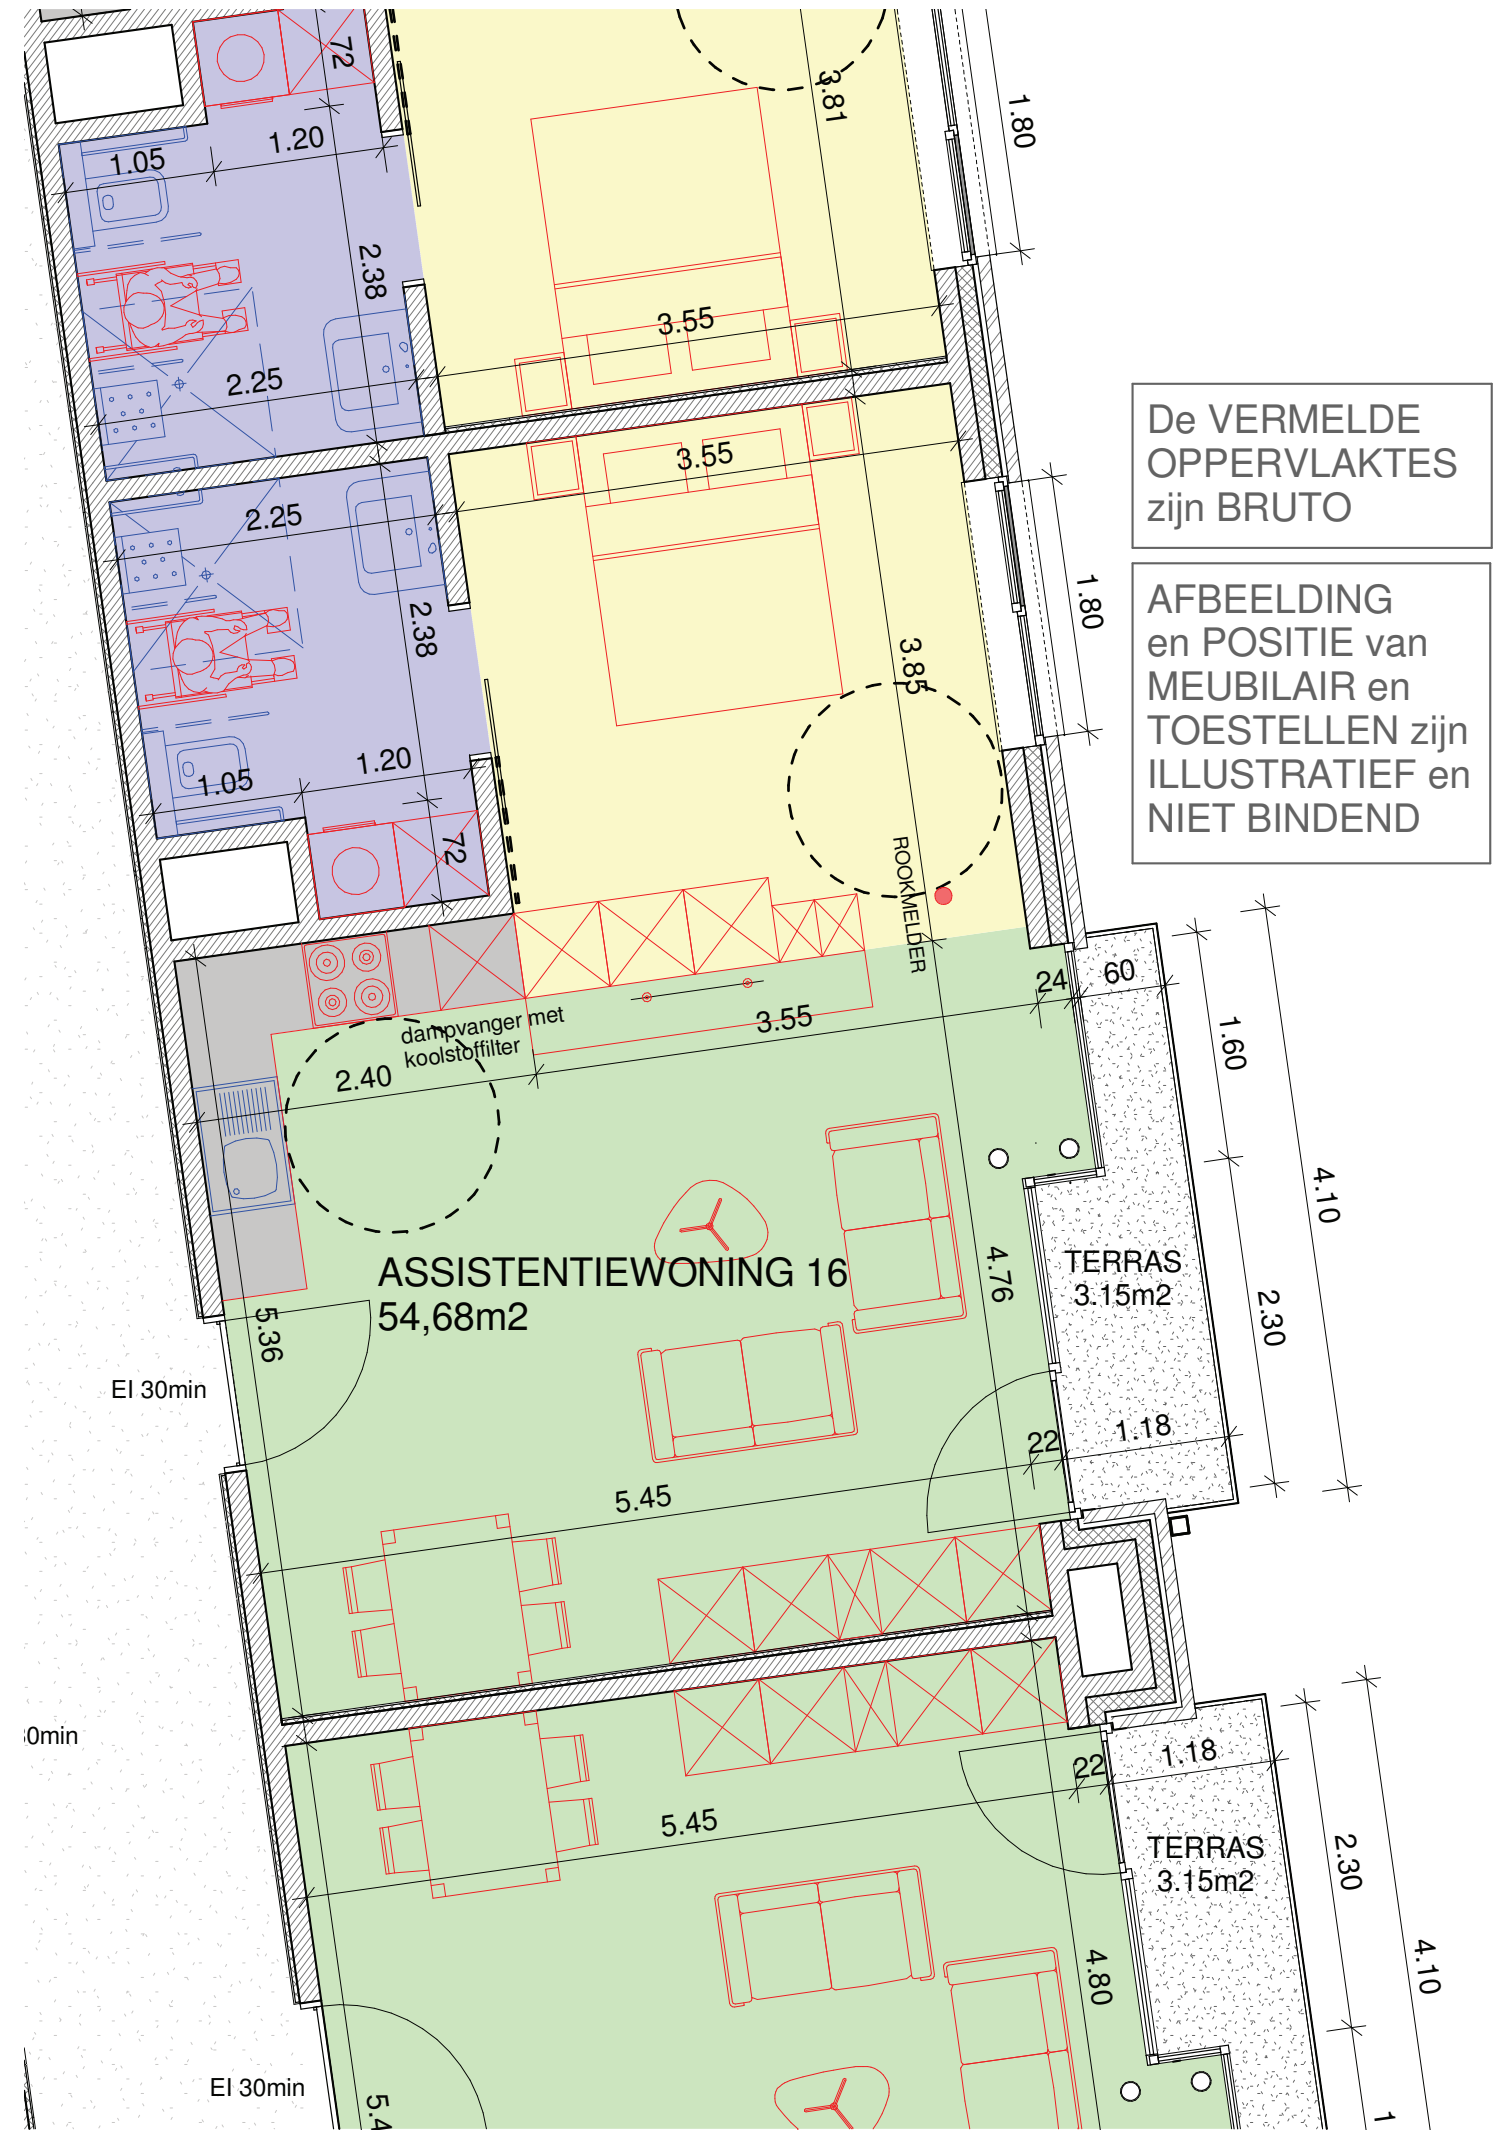 72
3.81
1.80
1.05
1.20
2.38
3.55
2.25
De VERMELDE
OPPERVLAKTES
zijn BRUTO
3.55
2.25
AFBEELDING
en POSITIE van
MEUBILAIR en
TOESTELLEN zijn
ILLUSTRATIEF en
NIET BINDEND
1.80
2.38
3.85
1.05
1.20
72
ROOKMELDER
24
60
dampvanger met
koolstoffilter
3.55
1.60
2.40
4.10
ASSISTENTIEWONING 16
54,68m2
4.76
TERRAS
3.15m2
2.30
5.36
EI 30min
22
1.18
5.45
0min
22
1.18
5.45
TERRAS
3.15m2
2.30
4.10
4.80
EI 30min
5.4
1